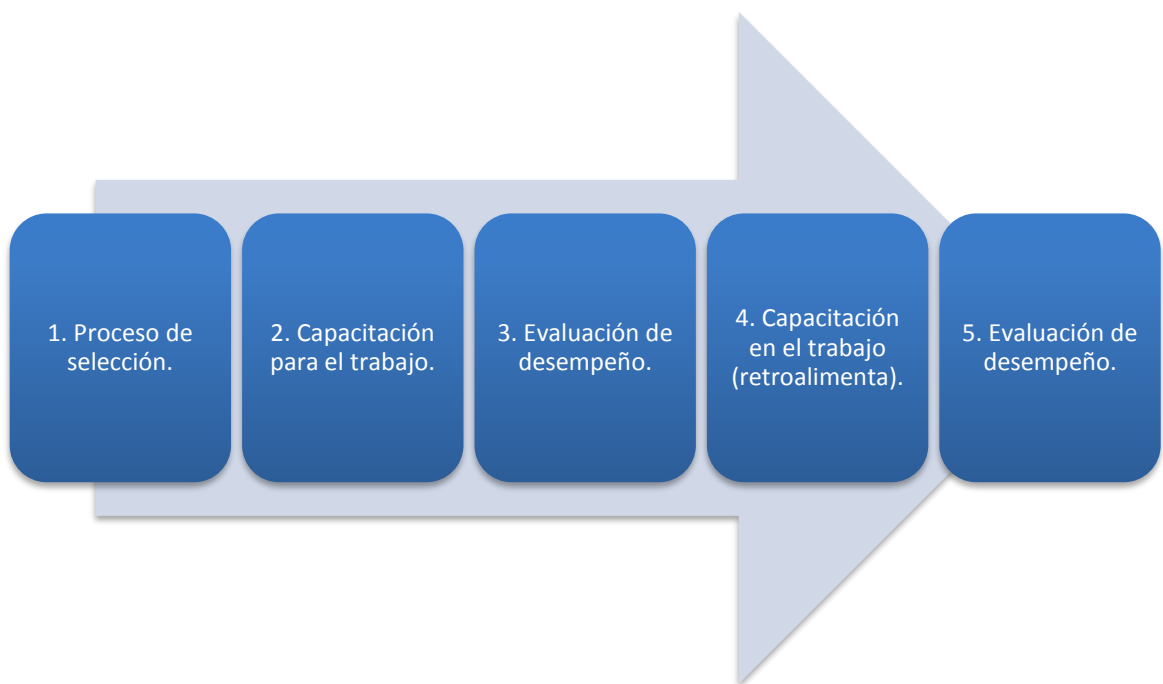 1. Proceso de
selección.
2. Capacitación
para el trabajo.
3. Evaluación de
desempeño.
4. Capacitación
en el trabajo
(retroalimenta).
5. Evaluación de
desempeño.